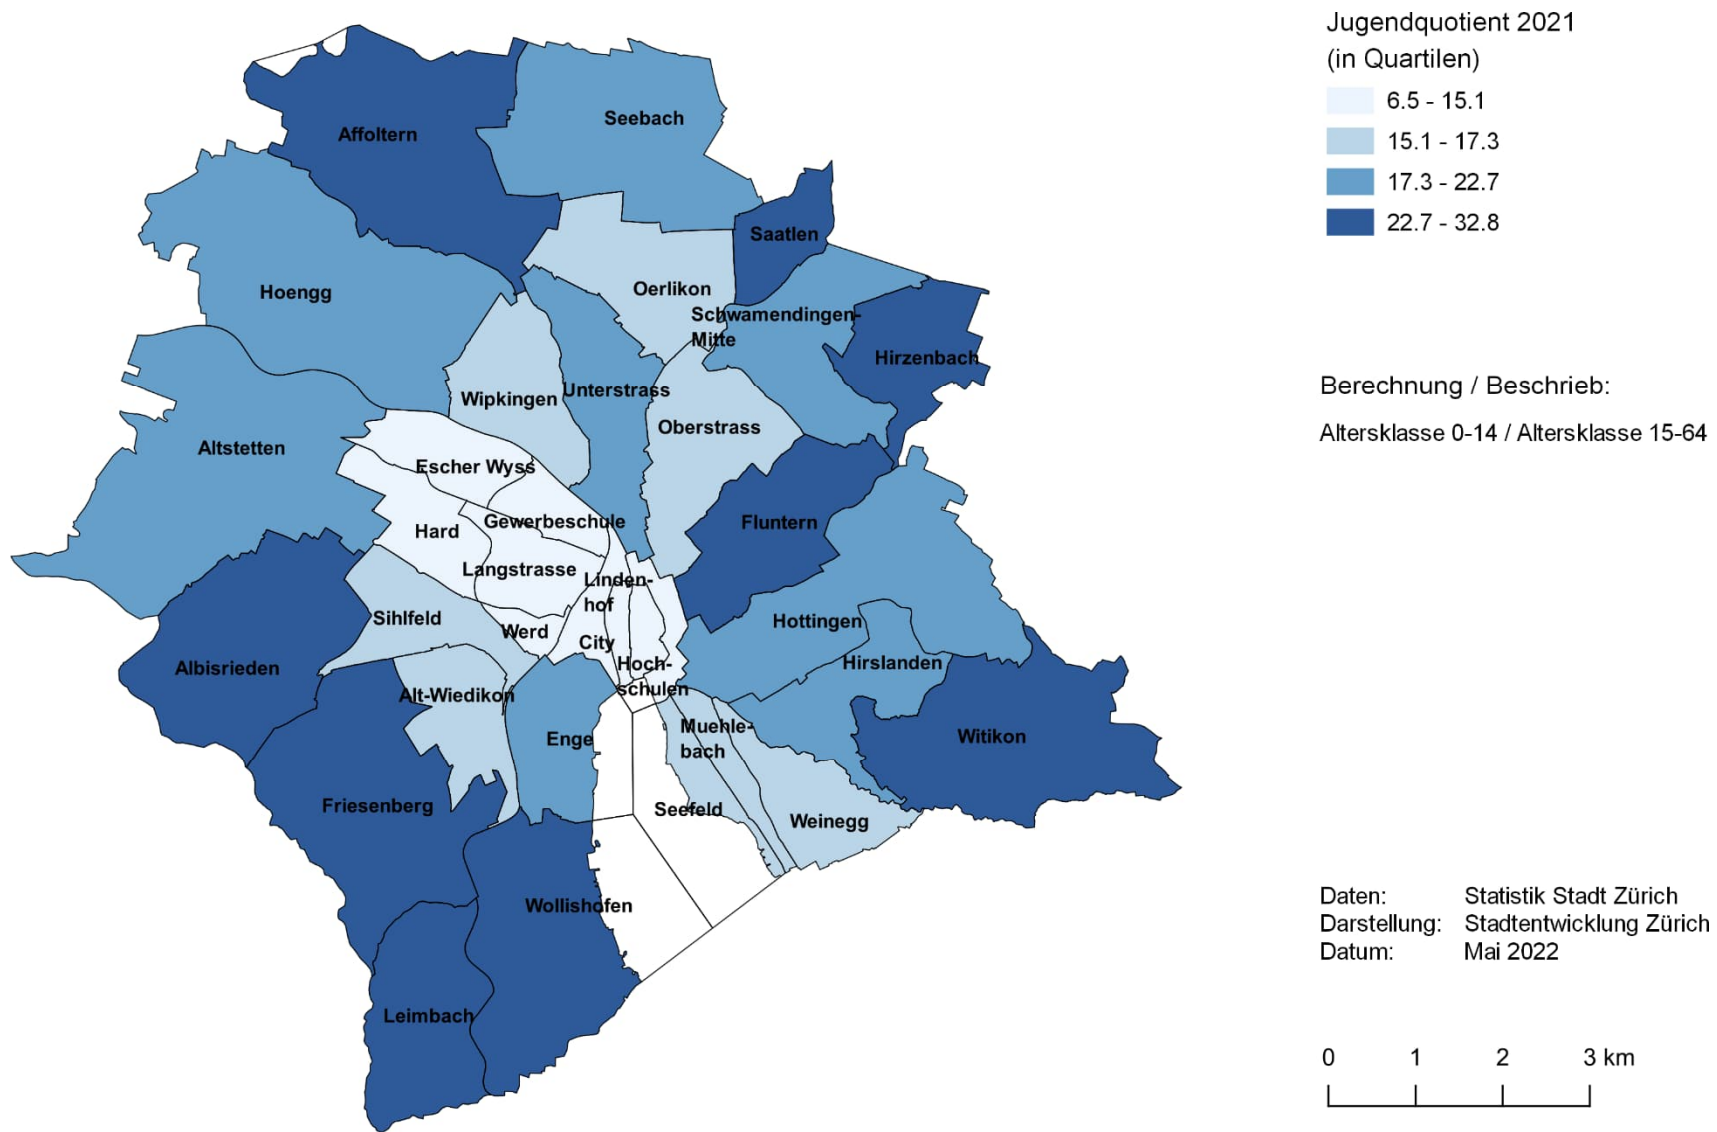 Jugendquotient 2021
(in Quartilen)
6.5 - 15.1
15.1 - 17.3
17.3 - 22.7
22.7 - 32.8
Affoltern
Seebach
Saatlen
Hoengg
Oerlikon
Schwamendingen-
Mitte
Hirzenbach
Wipkingen
Unterstrass
Oberstrass
Altstetten
Escher Wyss
Gewerbeschule
Hard
Fluntern
Langstrasse
Linden-
hof
Sihlfeld
Werd
City
Hottingen
Hoch-
schulen
Hirslanden
Albisrieden
Alt-Wiedikon
Enge
Muehle-
bach
Witikon
Friesenberg
Seefeld
Weinegg
Wollishofen
Leimbach
Berechnung / Beschrieb:
Altersklasse 0-14 / Altersklasse 15-64
Daten: Statistik Stadt Zürich
Darstellung: Stadtentwicklung Zürich
Datum: Mai 2022
0 1 2 3 km